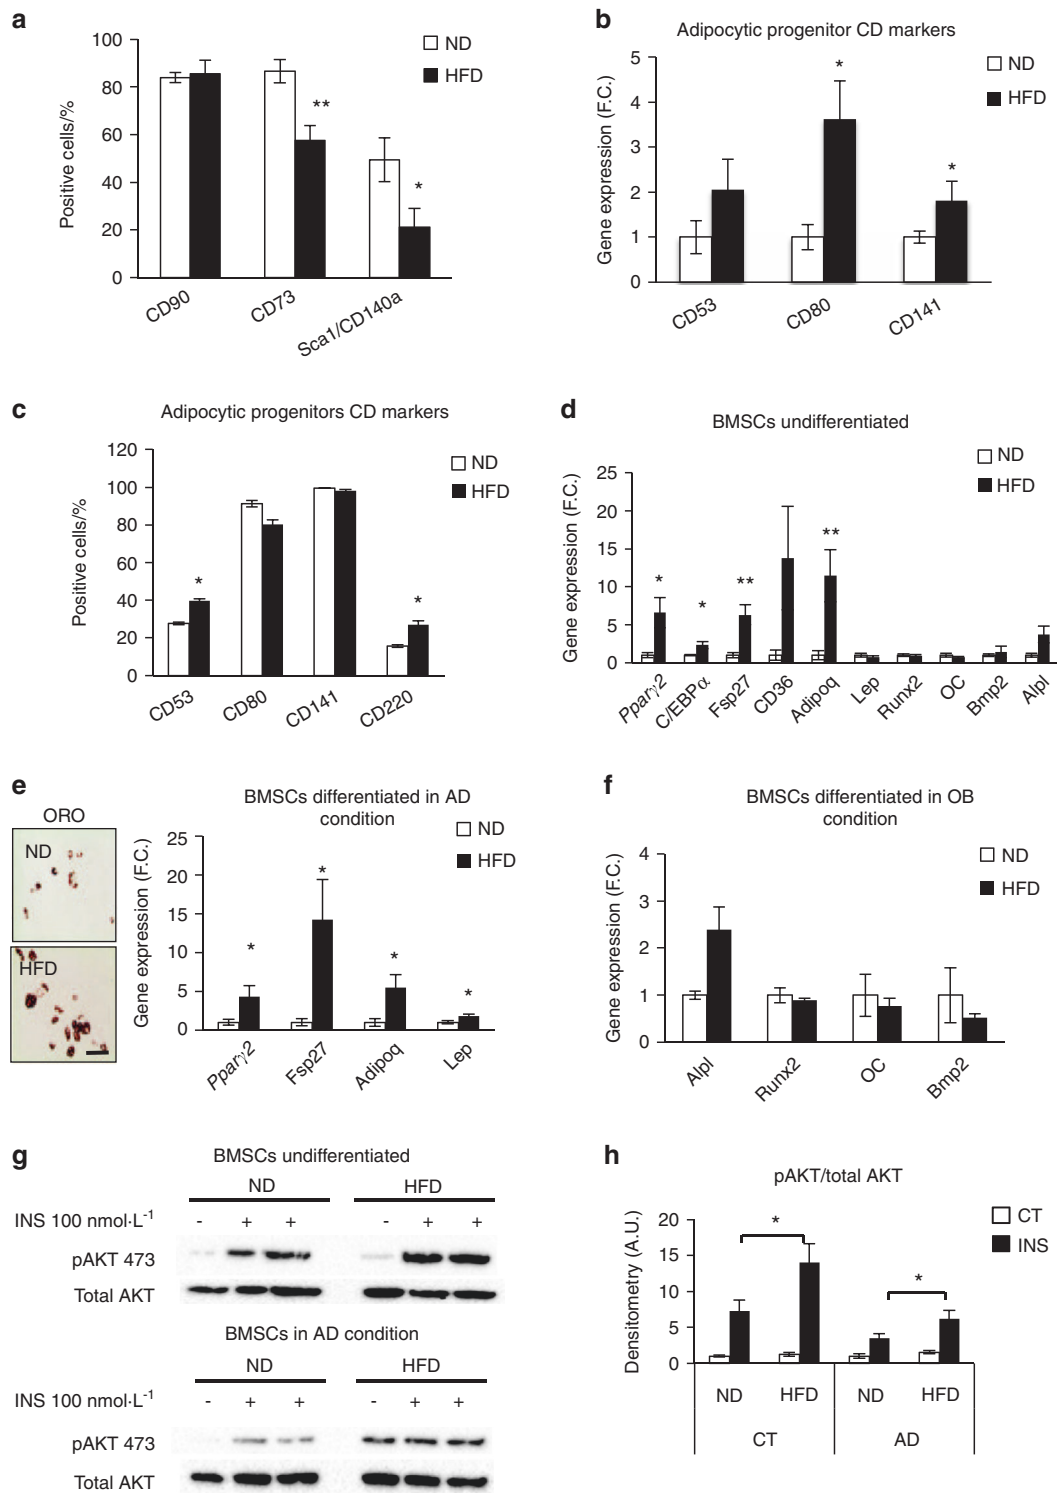 a
Positive cells/%
100
80
60
40
20
0
ND
HFD
**
*
CD90
CD73
Sca1/CD140a
b
Adipocytic progenitor CD markers
Gene expression (F.C.)
5
4
3
2
1
0
ND
HFD
*
*
CD53
CD80
CD141
c
Adipocytic progenitors CD markers
Positive cells/%
120
100
80
60
40
20
0
ND
HFD
*
*
CD53
CD80
CD141
CD220
d
BMSCs undifferentiated
Gene expression (F.C.)
25
20
15
10
5
0
ND
HFD
*
*
**
**
Pparγ2
C/EBPα
Fsp27
CD36
Adipoq
Lep
Runx2
OC
Bmp2
Alpl
e
ORO
ND
HFD
BMSCs differentiated in AD
condition
Gene expression (F.C.)
25
20
15
10
5
0
ND
HFD
*
*
*
*
Pparγ2
Fsp27
Adipoq
Lep
f
BMSCs differentiated in OB
condition
Gene expression (F.C.)
4
3
2
1
0
ND
HFD
Alpl
Runx2
OC
Bmp2
g
BMSCs undifferentiated
ND HFD
INS 100 nmol·L-1 - + + - + +
pAKT 473
Total AKT
BMSCs in AD condition
ND HFD
INS 100 nmol·L-1 - + + - + +
pAKT 473
Total AKT
h
pAKT/total AKT
Densitometry (A.U.)
20
15
10
5
0
CT
INS
*
*
ND HFD ND HFD
CT AD